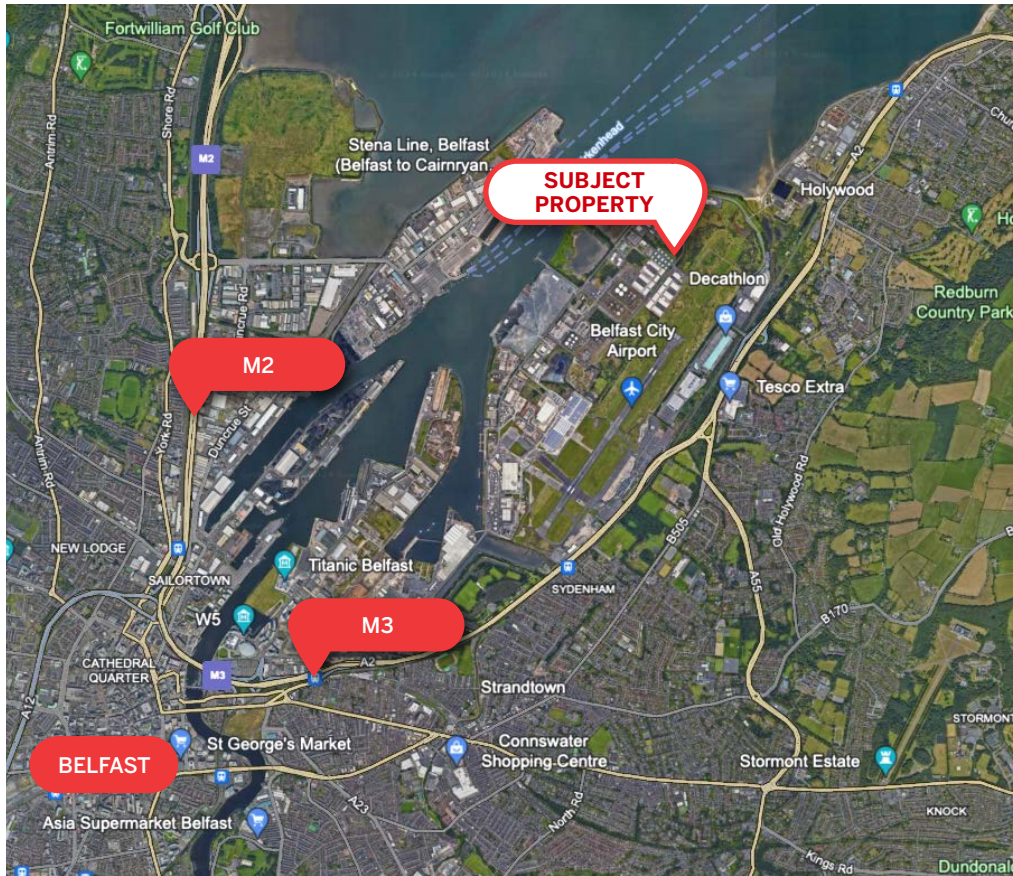 Fortwilliam Golf Club
Antrim Rd
Shore Rd
M2
Stena Line, Belfast
(Belfast to Cairnryan
SUBJECT
PROPERTY
A2
Holywood
Decathlon
Redburn
Country Park
Belfast City
Airport
M2
Tesco Extra
York Rd
Duncrue St
Antrim Rd
Old Holywood Rd
B505
NEW LODGE
SAILORTOWN
Titanic Belfast
SYDENHAM
A55
B170
W5
M3
CATHEDRAL
QUARTER
M3
A2
Strandtown
A12
STORMONT
St George's Market
Connswater
Shopping Centre
Stormont Estate
BELFAST
A23
North Rd
Asia Supermarket Belfast
KNOCK
Kings Rd
Dundonal